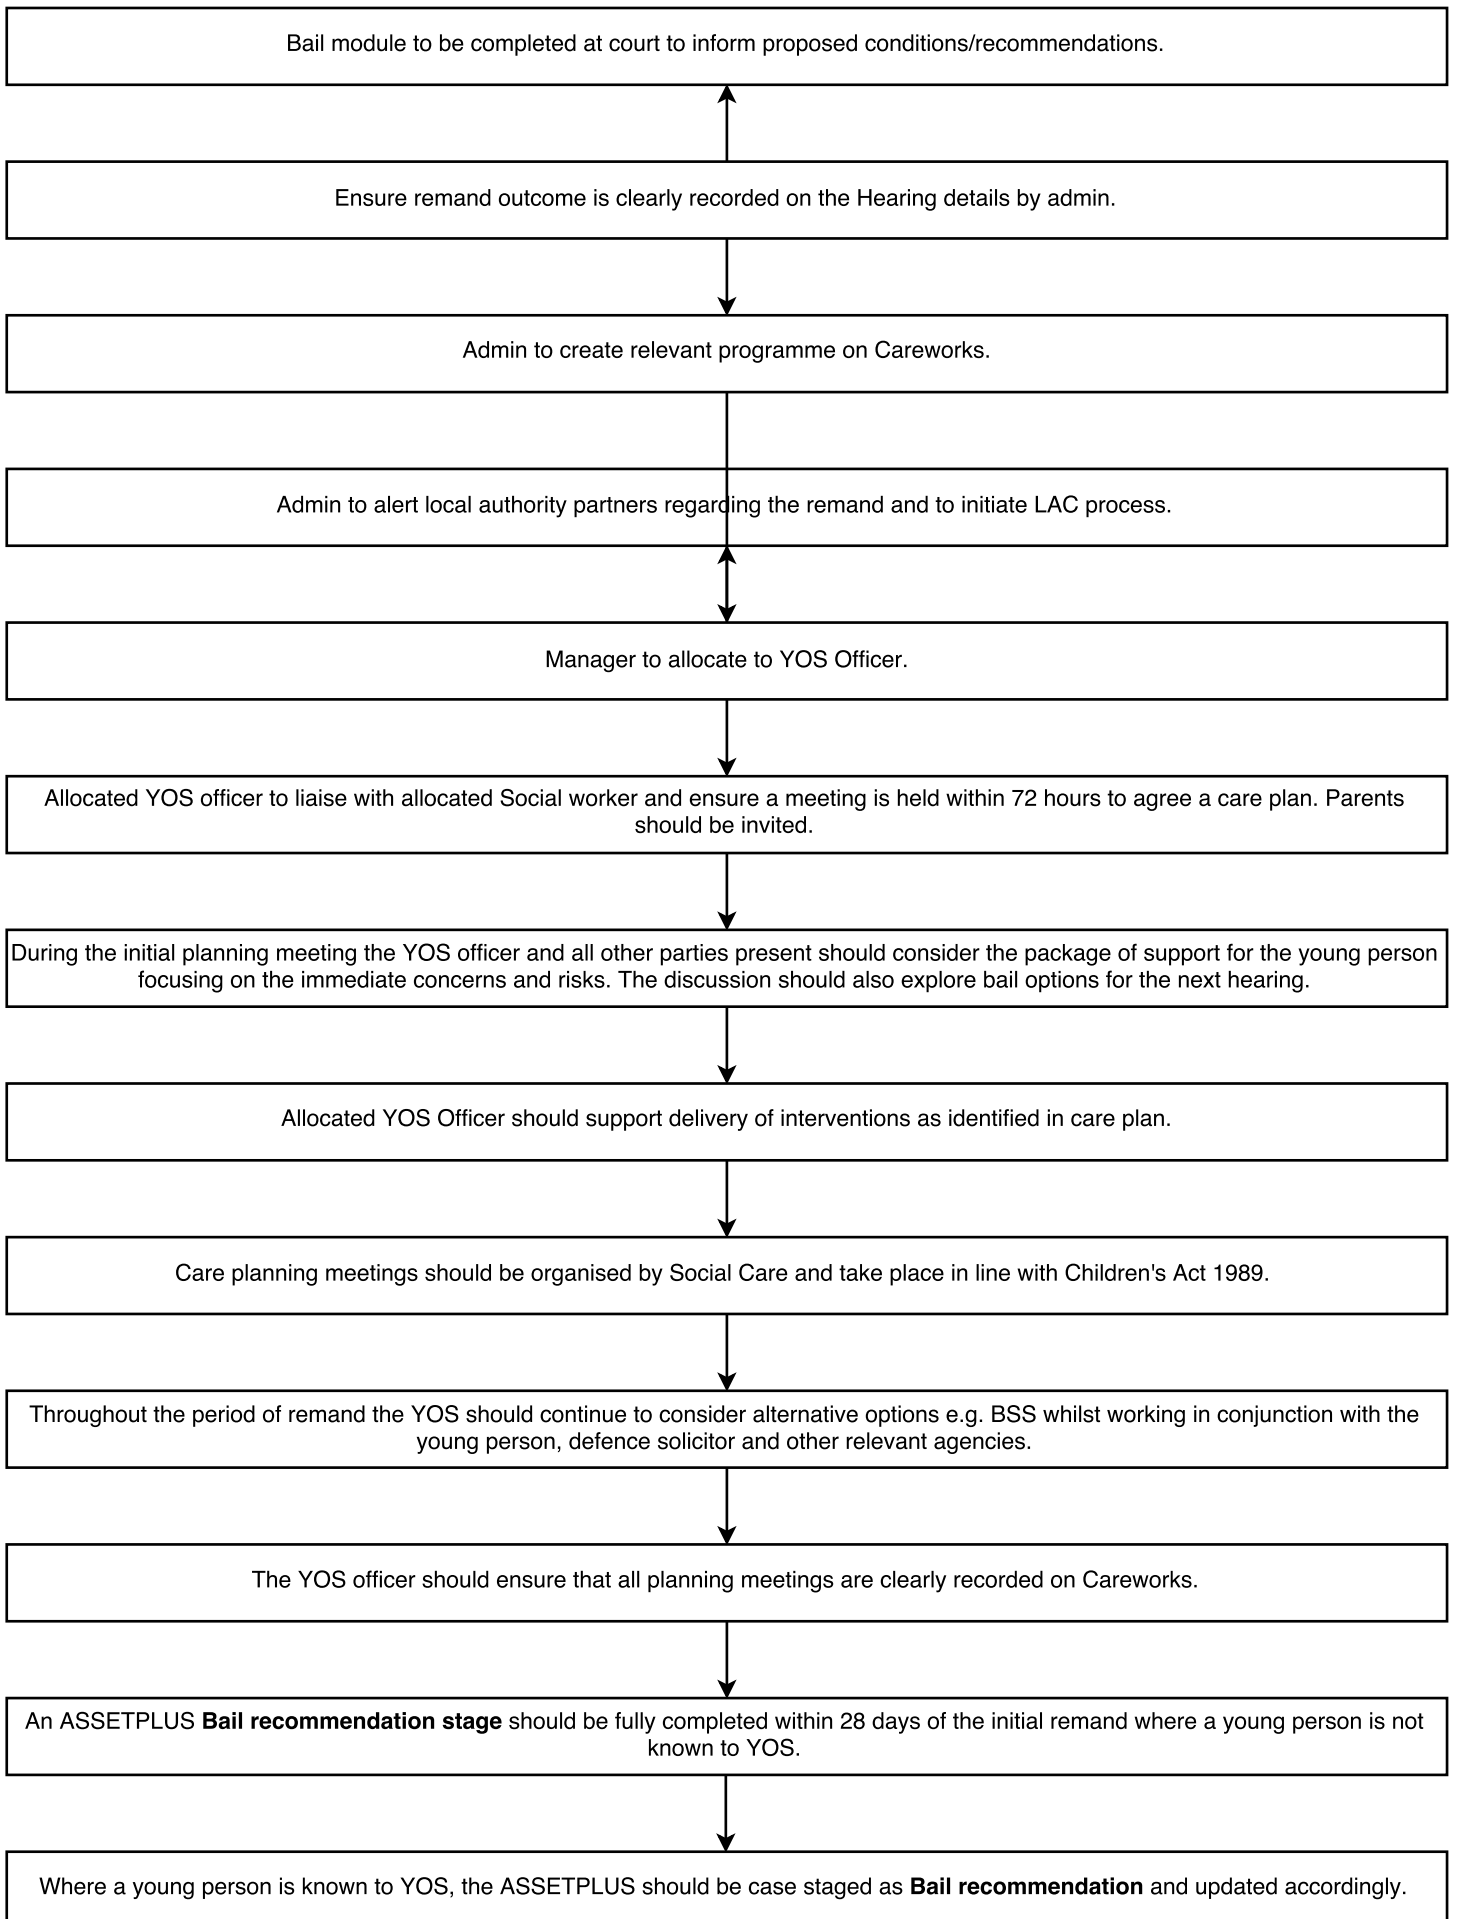 Bail module to be completed at court to inform proposed conditions/recommendations.
Ensure remand outcome is clearly recorded on the Hearing details by admin.
Admin to create relevant programme on Careworks.
Admin to alert local authority partners regarding the remand and to initiate LAC process.
Manager to allocate to YOS Officer.
Allocated YOS officer to liaise with allocated Social worker and ensure a meeting is held within 72 hours to agree a care plan. Parents
should be invited.
During the initial planning meeting the YOS officer and all other parties present should consider the package of support for the young person
focusing on the immediate concerns and risks. The discussion should also explore bail options for the next hearing.
Allocated YOS Officer should support delivery of interventions as identified in care plan.
Care planning meetings should be organised by Social Care and take place in line with Children's Act 1989.
Throughout the period of remand the YOS should continue to consider alternative options e.g. BSS whilst working in conjunction with the
young person, defence solicitor and other relevant agencies.
The YOS officer should ensure that all planning meetings are clearly recorded on Careworks.
An ASSETPLUS Bail recommendation stage should be fully completed within 28 days of the initial remand where a young person is not
known to YOS.
Where a young person is known to YOS, the ASSETPLUS should be case staged as Bail recommendation and updated accordingly.